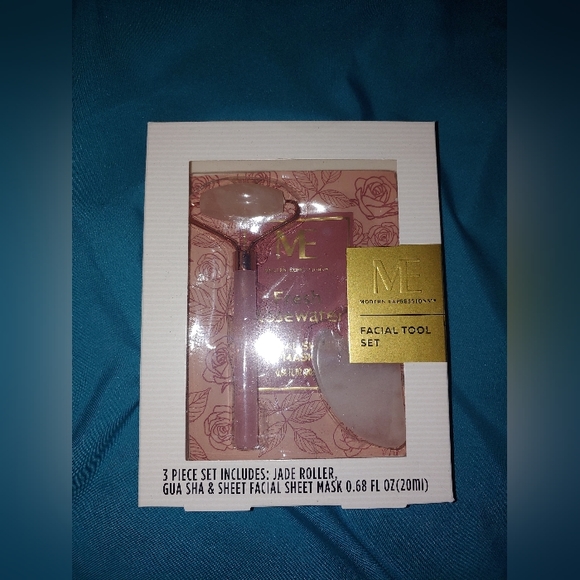 ME
Fresh
ME
MODERN EXPRESSIONS
FACIAL TOOL
SET
MASK
3 PIECE SET INCLUDES: JADE ROLLER,
GUA SHA & SHEET FACIAL SHEET MASK 0.68 FL OZ(20ml)